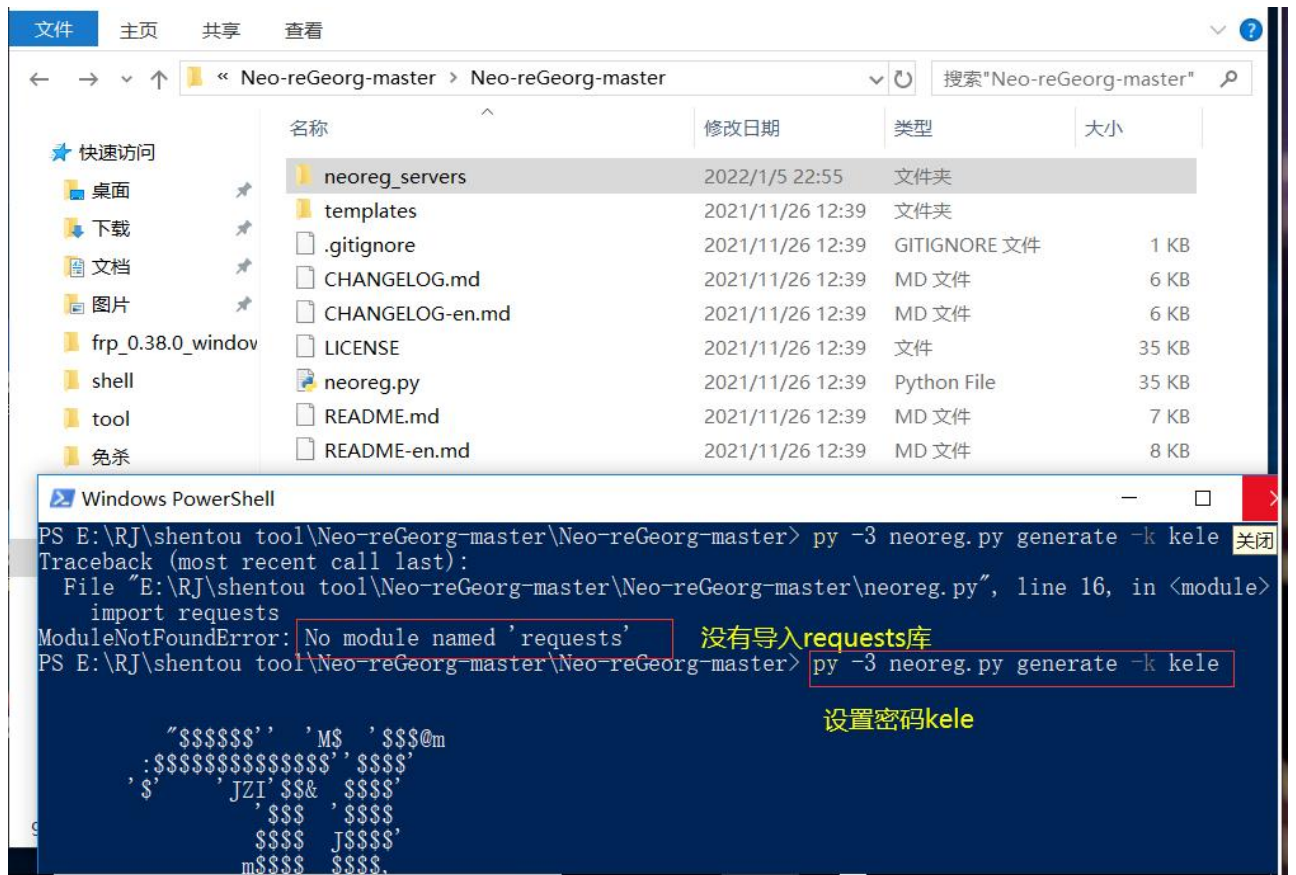 文件 主页 共享 查看
« Neo-reGeorg-master > Neo-reGeorg-master 搜索"Neo-reGeorg-master"
名称 修改日期 类型 大小
快速访问
桌面
下载
文档
图片
frp_0.38.0_window
shell
tool
免杀
neoreg_servers 2022/1/5 22:55 文件夹
templates 2021/11/26 12:39 文件夹
.gitignore 2021/11/26 12:39 GITIGNORE 文件 1 KB
CHANGELOG.md 2021/11/26 12:39 MD 文件 6 KB
CHANGELOG-en.md 2021/11/26 12:39 MD 文件 6 KB
LICENSE 2021/11/26 12:39 文件 35 KB
neoreg.py 2021/11/26 12:39 Python File 35 KB
README.md 2021/11/26 12:39 MD 文件 7 KB
README-en.md 2021/11/26 12:39 MD 文件 8 KB
Windows PowerShell
关闭
PS E:\RJ\shentou tool\Neo-reGeorg-master\Neo-reGeorg-master> py -3 neoreg.py generate -k kele
Traceback (most recent call last):
File "E:\RJ\shentou tool\Neo-reGeorg-master\Neo-reGeorg-master\neoreg.py", line 16, in <module>
import requests
ModuleNotFoundError: No module named 'requests'
没有导入requests库
PS E:\RJ\shentou tool\Neo-reGeorg-master\Neo-reGeorg-master> py -3 neoreg.py generate -k kele
设置密码kele
"$$$$$$'' 'M$ '$$$@m
:$$$$$$$$$$$$$$''$$$$'
'$' 'JZI'$$& $$$$'
'$$$ '$$$$
$$$$ J$$$$'
m$$$$ $$$$,